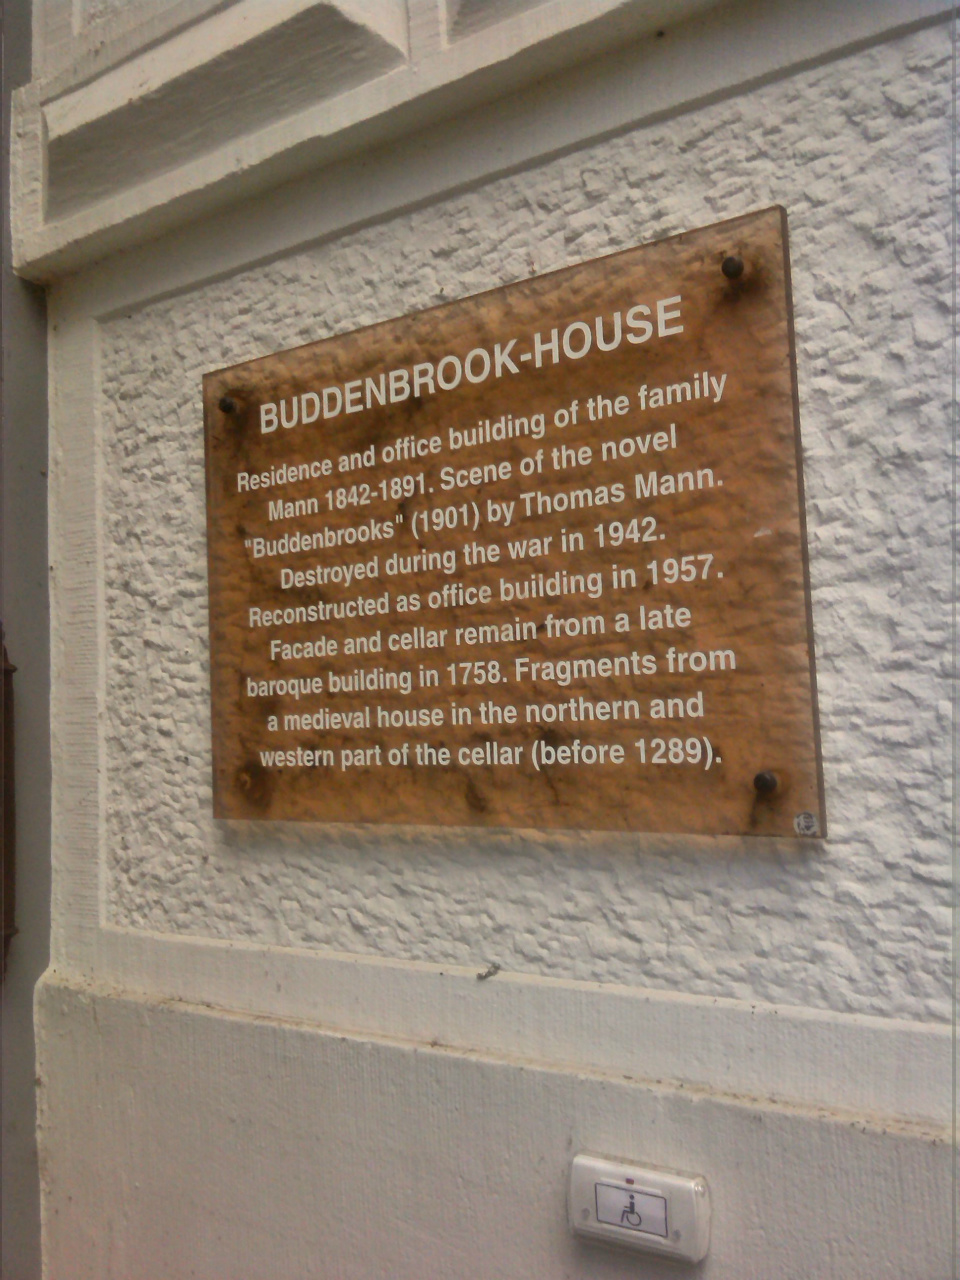 BUDDENBROOK-HOUSE
Residence and office building of the family
Mann 1842-1891. Scene of the novel
"Buddenbrooks" (1901) by Thomas Mann.
Destroyed during the war in 1942.
Reconstructed as office building in 1957.
Facade and cellar remain from a late
baroque building in 1758. Fragments from
a medieval house in the northern and
western part of the cellar (before 1289).